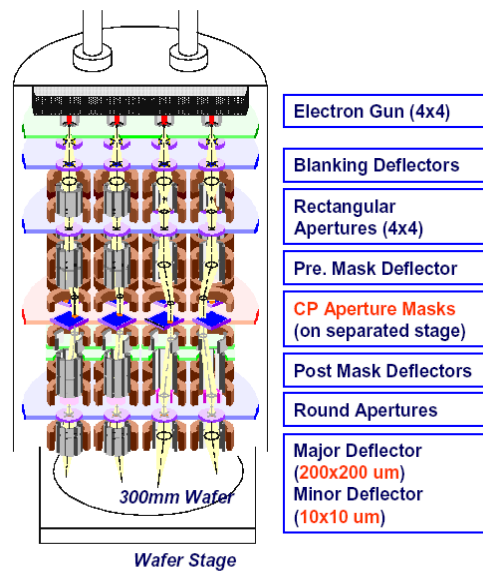 Electron Gun (4x4)
Blanking Deflectors
Rectangular
Apertures (4x4)
Pre. Mask Deflector
CP Aperture Masks
(on separated stage)
Post Mask Deflectors
Round Apertures
Major Deflector
(200x200 um)
Minor Deflector
(10x10 um)
300mm Wafer
Wafer Stage